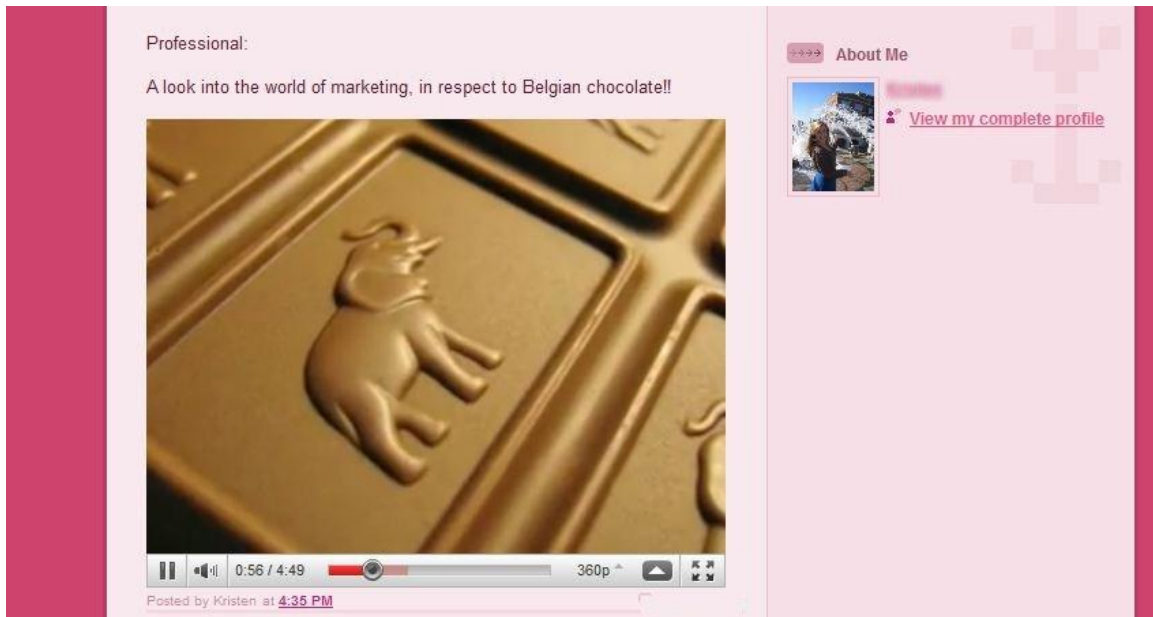 Professional:
A look into the world of marketing, in respect to Belgian chocolate!!
0:56 / 4:49
360p
Posted by Kristen at 4:35 PM
About Me
View my complete profile